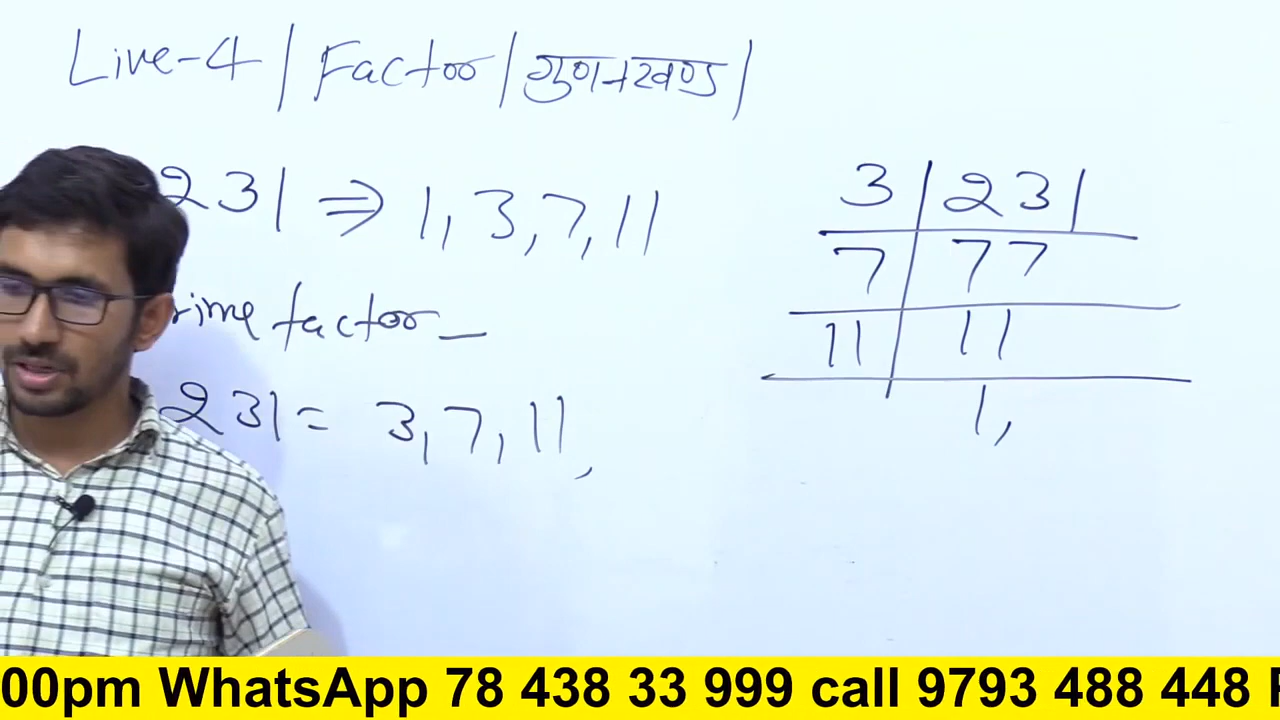 Live-4 | Factor | गुणनखण्ड |
231 ⇒ 1, 3, 7, 11
rime factor –
231 = 3, 7, 11,
3 | 231
7 | 77
11 | 11
1,
00pm WhatsApp 78 438 33 999 call 9793 488 448